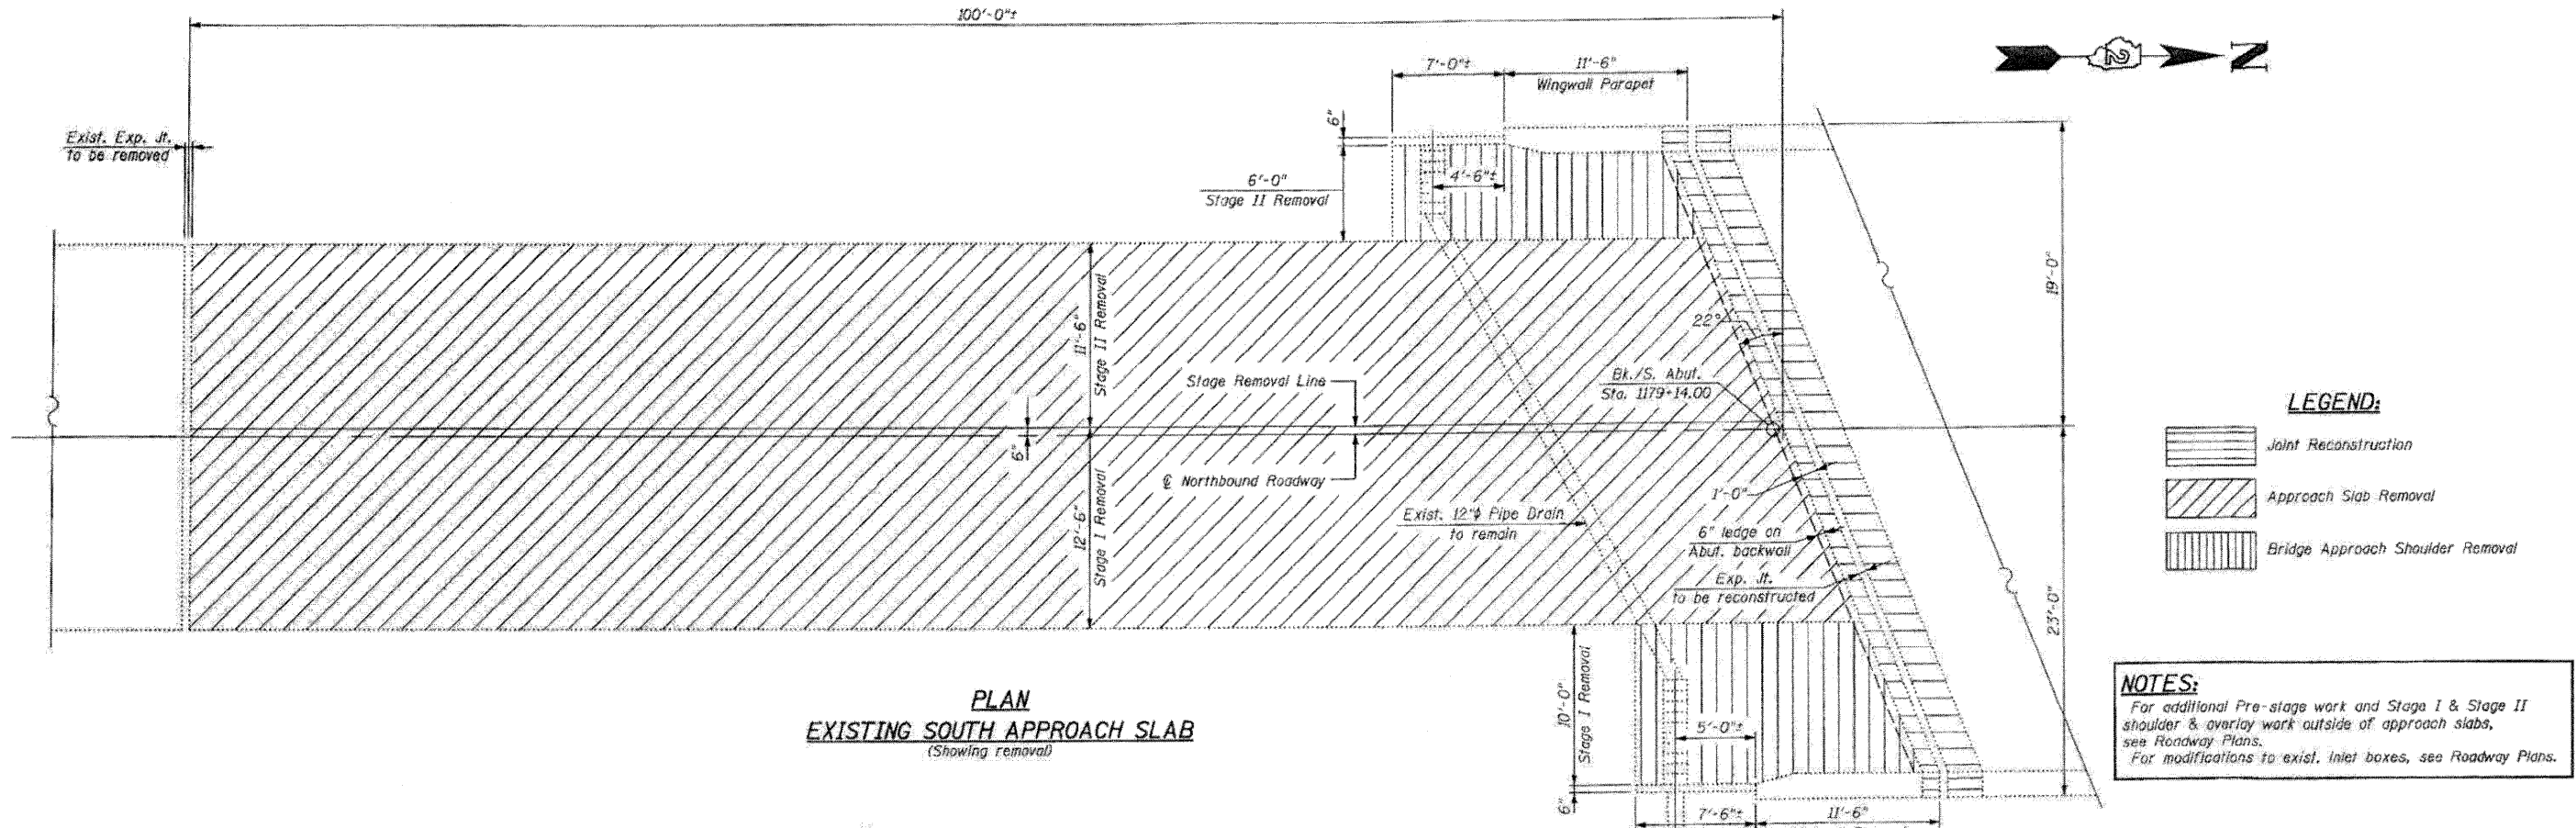 100'-0"±
7'-0"±
11'-6"
Wingwall Parapet
2
N
Exist. Exp. Jt.
to be removed
6"
6'-0"
Stage II Removal
4'-6"±
19'-0"
11'-6"
Stage II Removal
22°
Stage Removal Line
Bk./S. Abut.
Sta. 1179+14.00
6"
℄ Northbound Roadway
12'-6"
Stage I Removal
Exist. 12"ϕ Pipe Drain
to remain
1'-0"
6" ledge on
Abut. backwall
Exp. Jt.
to be reconstructed
23'-0"
LEGEND:
Joint Reconstruction
Approach Slab Removal
Bridge Approach Shoulder Removal
10'-0"
Stage I Removal
5'-0"±
6"
7'-6"±
11'-6"
PLAN
EXISTING SOUTH APPROACH SLAB
(Showing removal)
NOTES:
For additional Pre-stage work and Stage I & Stage II
shoulder & overlay work outside of approach slabs,
see Roadway Plans.
For modifications to exist. inlet boxes, see Roadway Plans.